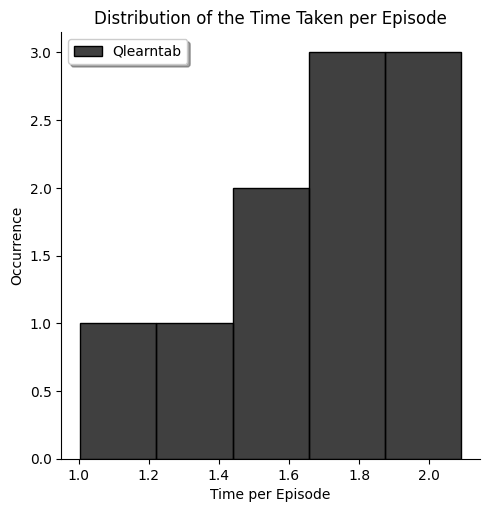 Distribution of the Time Taken per Episode
Qlearntab
3.0
2.5
2.0
1.5
1.0
0.5
0.0
Occurrence
1.0 1.2 1.4 1.6 1.8 2.0
Time per Episode